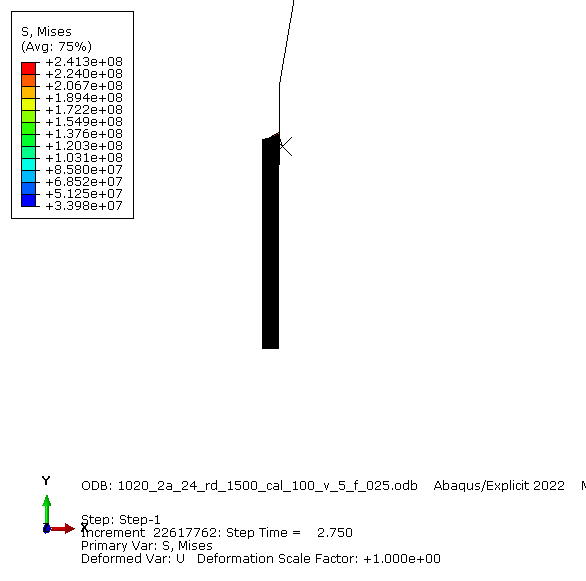 S, Mises
(Avg: 75%)
+2.413e+08
+2.240e+08
+2.067e+08
+1.894e+08
+1.722e+08
+1.549e+08
+1.376e+08
+1.203e+08
+1.031e+08
+8.580e+07
+6.852e+07
+5.125e+07
+3.398e+07
Y
ODB: 1020_2a_24_rd_1500_cal_100_v_5_f_025.odb Abaqus/Explicit 2022
Step: Step-1
X
Increment 22617762: Step Time = 2.750
Primary Var: S, Mises
Deformed Var: U Deformation Scale Factor: +1.000e+00